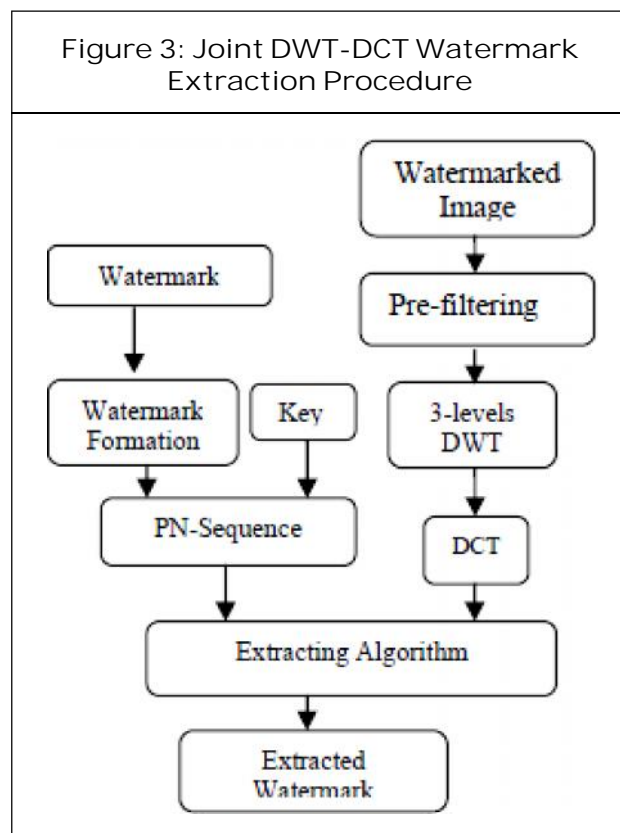 Figure 3: Joint DWT-DCT Watermark
Extraction Procedure
Watermarked
Image
Watermark
Pre-filtering
Watermark
Formation
Key
3-levels
DWT
PN-Sequence
DCT
Extracting Algorithm
Extracted
Watermark